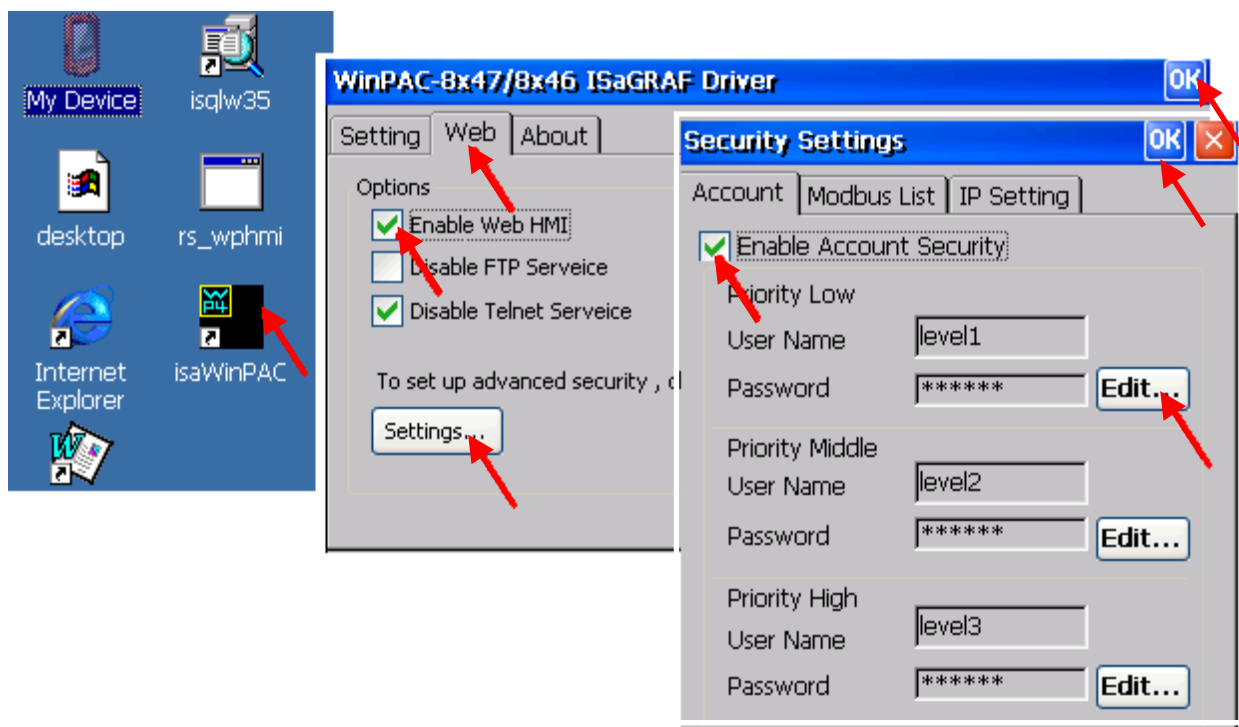 My Device
isqlw35
desktop
rs_wphmi
Internet
Explorer
isaWinPAC
WinPAC-8x47/8x46 ISaGRAF Driver
OK
Setting
Web
About
Options
Enable Web HMI
Disable FTP Serveice
Disable Telnet Serveice
To set up advanced security ,
Settings...
Security Settings
OK
Account
Modbus List
IP Setting
Enable Account Security
Priority Low
User Name
level1
Password
******
Edit...
Priority Middle
User Name
level2
Password
******
Edit...
Priority High
User Name
level3
Password
******
Edit...